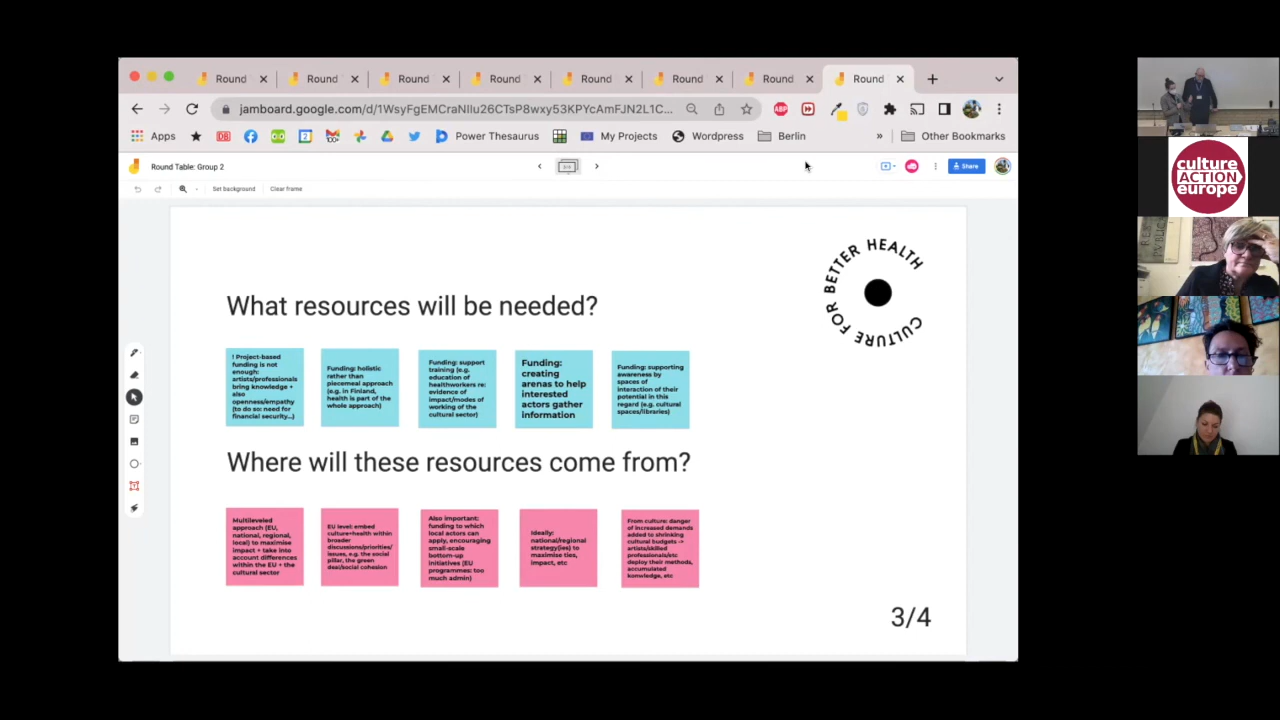 Round
Round
Round
Round
Round
Round
Round
Round
jamboard.google.com/d/1WsyFgEMCraNIlu26CTsP8wxy53KPYcAmFJN2L1C...
ABP
Apps
DB
Power Thesaurus
My Projects
Wordpress
Berlin
»
Other Bookmarks
Round Table: Group 2
Share
Set background
Clear frame
CULTURE FOR BETTER HEALTH
What resources will be needed?
! Project-based
funding is not
enough:
artists/professionals
bring knowledge +
also
openness/empathy
(to do so: need for
financial security...)
Funding: holistic
rather than
piecemeal approach
(e.g. in Finland,
health is part of the
whole approach)
Funding: support
training (e.g.
education of
healthworkers re:
evidence of
impact/modes of
working of the
cultural sector)
Funding:
creating
arenas to help
interested
actors gather
information
Funding: supporting
awareness by
spaces of
interaction of their
potential in this
regard (e.g. cultural
spaces/libraries)
Where will these resources come from?
Multileveled
approach (EU,
national, regional,
local) to maximise
impact + take into
account differences
within the EU + the
cultural sector
EU level: embed
culture+health within
broader
discussions/priorities/
issues, e.g. the social
pillar, the green
deal/social cohesion
Also important:
funding to which
local actors can
apply, encouraging
small-scale
bottom-up
initiatives (EU
programmes: too
much admin)
Ideally:
national/regional
strategy(ies) to
maximise ties,
impact, etc
From culture: danger
of increased demands
added to shrinking
cultural budgets ->
artists/skilled
professionals/etc
deploy their methods,
accumulated
konwledge, etc
3/4
culture
ACTION
europe